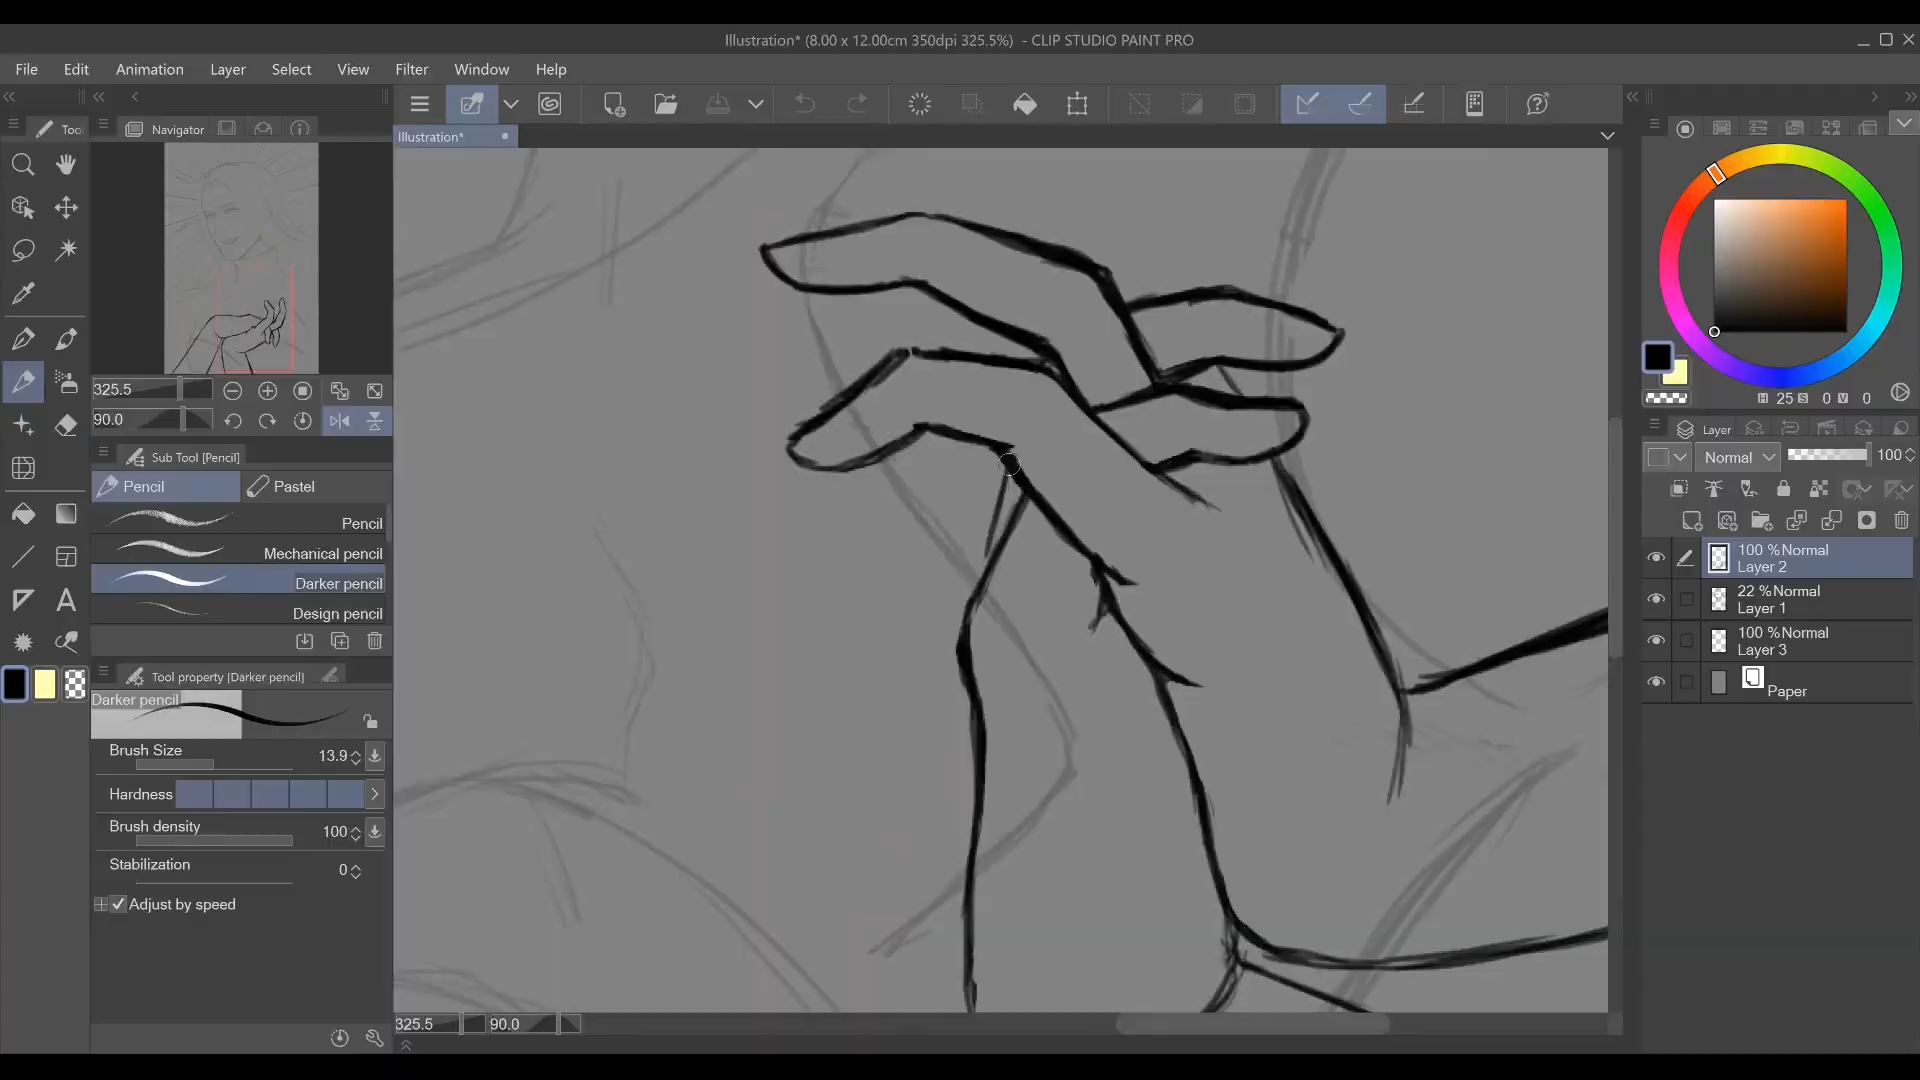 Illustration* (8.00 x 12.00cm 350dpi 325.5%) - CLIP STUDIO PAINT PRO
File Edit Animation Layer Select View Filter Window Help
Tool
Navigator
Illustration*
325.5
90.0
Sub Tool [Pencil]
Pencil
Pastel
Pencil
Mechanical pencil
Darker pencil
Design pencil
Tool property [Darker pencil]
Darker pencil
Brush Size 13.9
Hardness
Brush density 100
Stabilization 0
Adjust by speed
325.5 90.0
H 25 S 0 V 0
Layer
Normal 100
100 %Normal
Layer 2
22 %Normal
Layer 1
100 %Normal
Layer 3
Paper